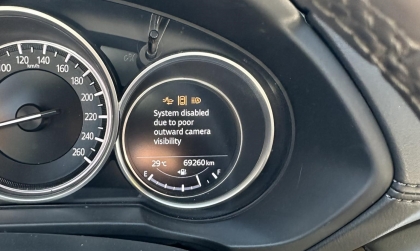 120 140
160
180
200
220
240
260
km/h
System disabled
due to poor
outward camera
visibility
29°C 69260 km
E F